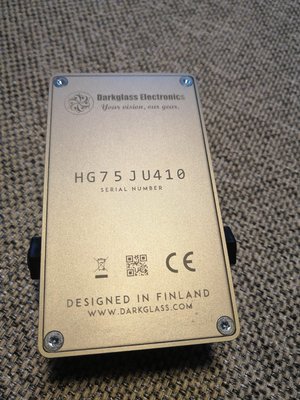 Darkglass Electronics
Your vision, our gear.
HG75JU410
SERIAL NUMBER
CE
DESIGNED IN FINLAND
WWW.DARKGLASS.COM